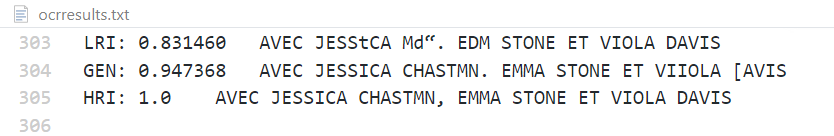 ocrresults.txt
303 LRI: 0.831460 AVEC JESStCA Md“. EDM STONE ET VIOLA DAVIS
304 GEN: 0.947368 AVEC JESSICA CHASTMN. EMMA STONE ET VIIOLA [AVIS
305 HRI: 1.0 AVEC JESSICA CHASTMN, EMMA STONE ET VIOLA DAVIS
306